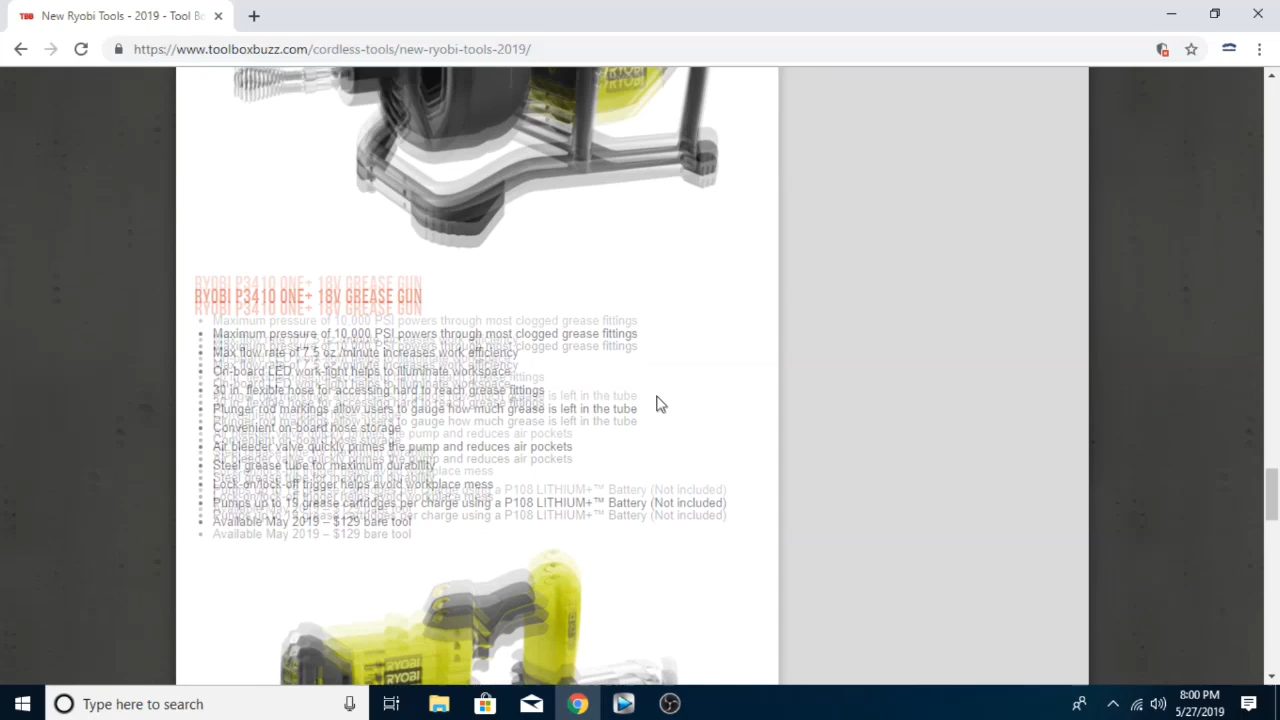 New Ryobi Tools - 2019 - Tool Bo
https://www.toolboxbuzz.com/cordless-tools/new-ryobi-tools-2019/
RYOBI
RYOBI P3410 ONE+ 18V GREASE GUN
Maximum pressure of 10,000 PSI powers through most clogged grease fittings
Max flow rate of 7.5 oz./minute increases work efficiency
On-board LED work-light helps to illuminate workspace
30 in. flexible hose for accessing hard to reach grease fittings
Plunger rod markings allow users to gauge how much grease is left in the tube
Convenient on-board hose storage
Air bleeder valve quickly primes the pump and reduces air pockets
Steel grease tube for maximum durability
Lock-on/lock-off trigger helps avoid workplace mess
Pumps up to 19 grease cartridges per charge using a P108 LITHIUM+™ Battery (Not included)
Available May 2019 – $129 bare tool
RYOBI
Type here to search
8:00 PM
5/27/2019